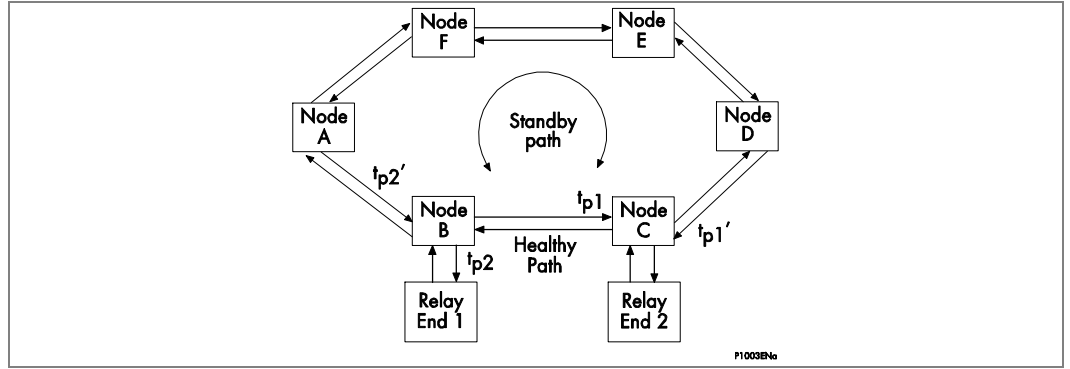 Node
F
Node
E
Node
A
Standby
path
Node
D
tp2'
Node
B
tp1
Node
C
tp1'
Healthy
Path
tp2
Relay
End 1
Relay
End 2
P1003ENa